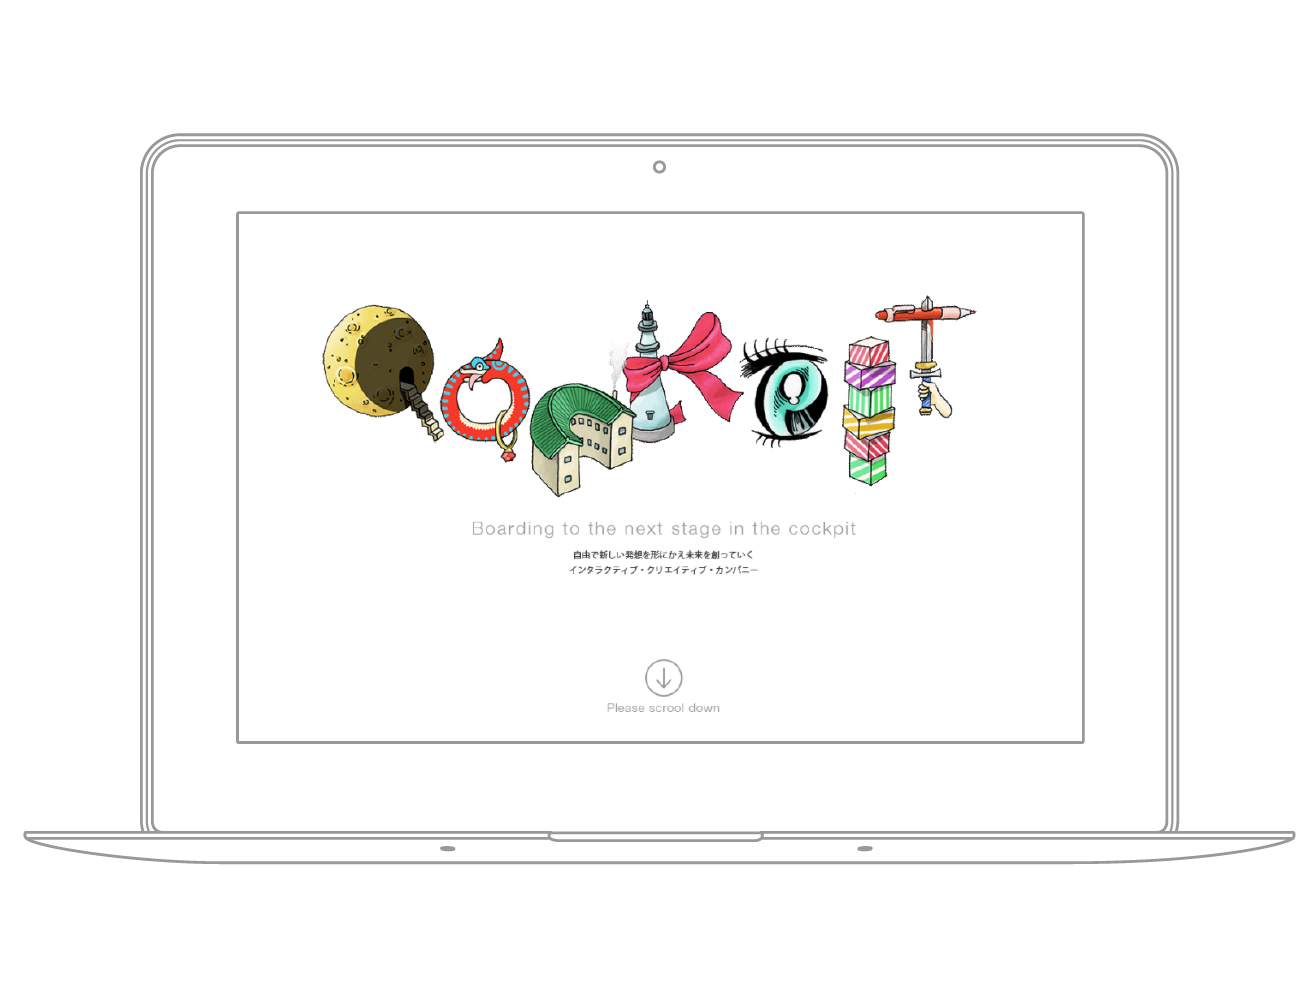 COCKPIT
Boarding to the next stage in the cockpit
自由で新しい発想を形にかえ未来を創っていく
インタラクティブ・クリエイティブ・カンパニー
Please scrool down